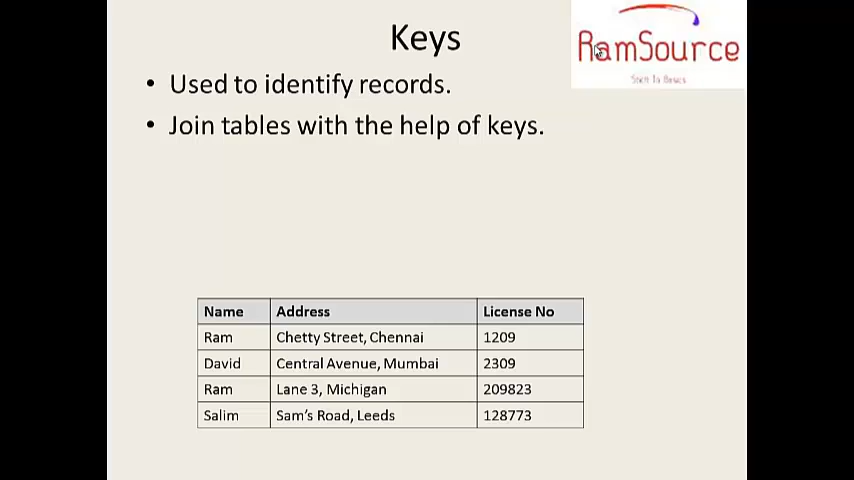 Keys
RamSource
• Used to identify records.
• Join tables with the help of keys.
Name Address License No
Ram Chetty Street, Chennai 1209
David Central Avenue, Mumbai 2309
Ram Lane 3, Michigan 209823
Salim Sam's Road, Leeds 128773